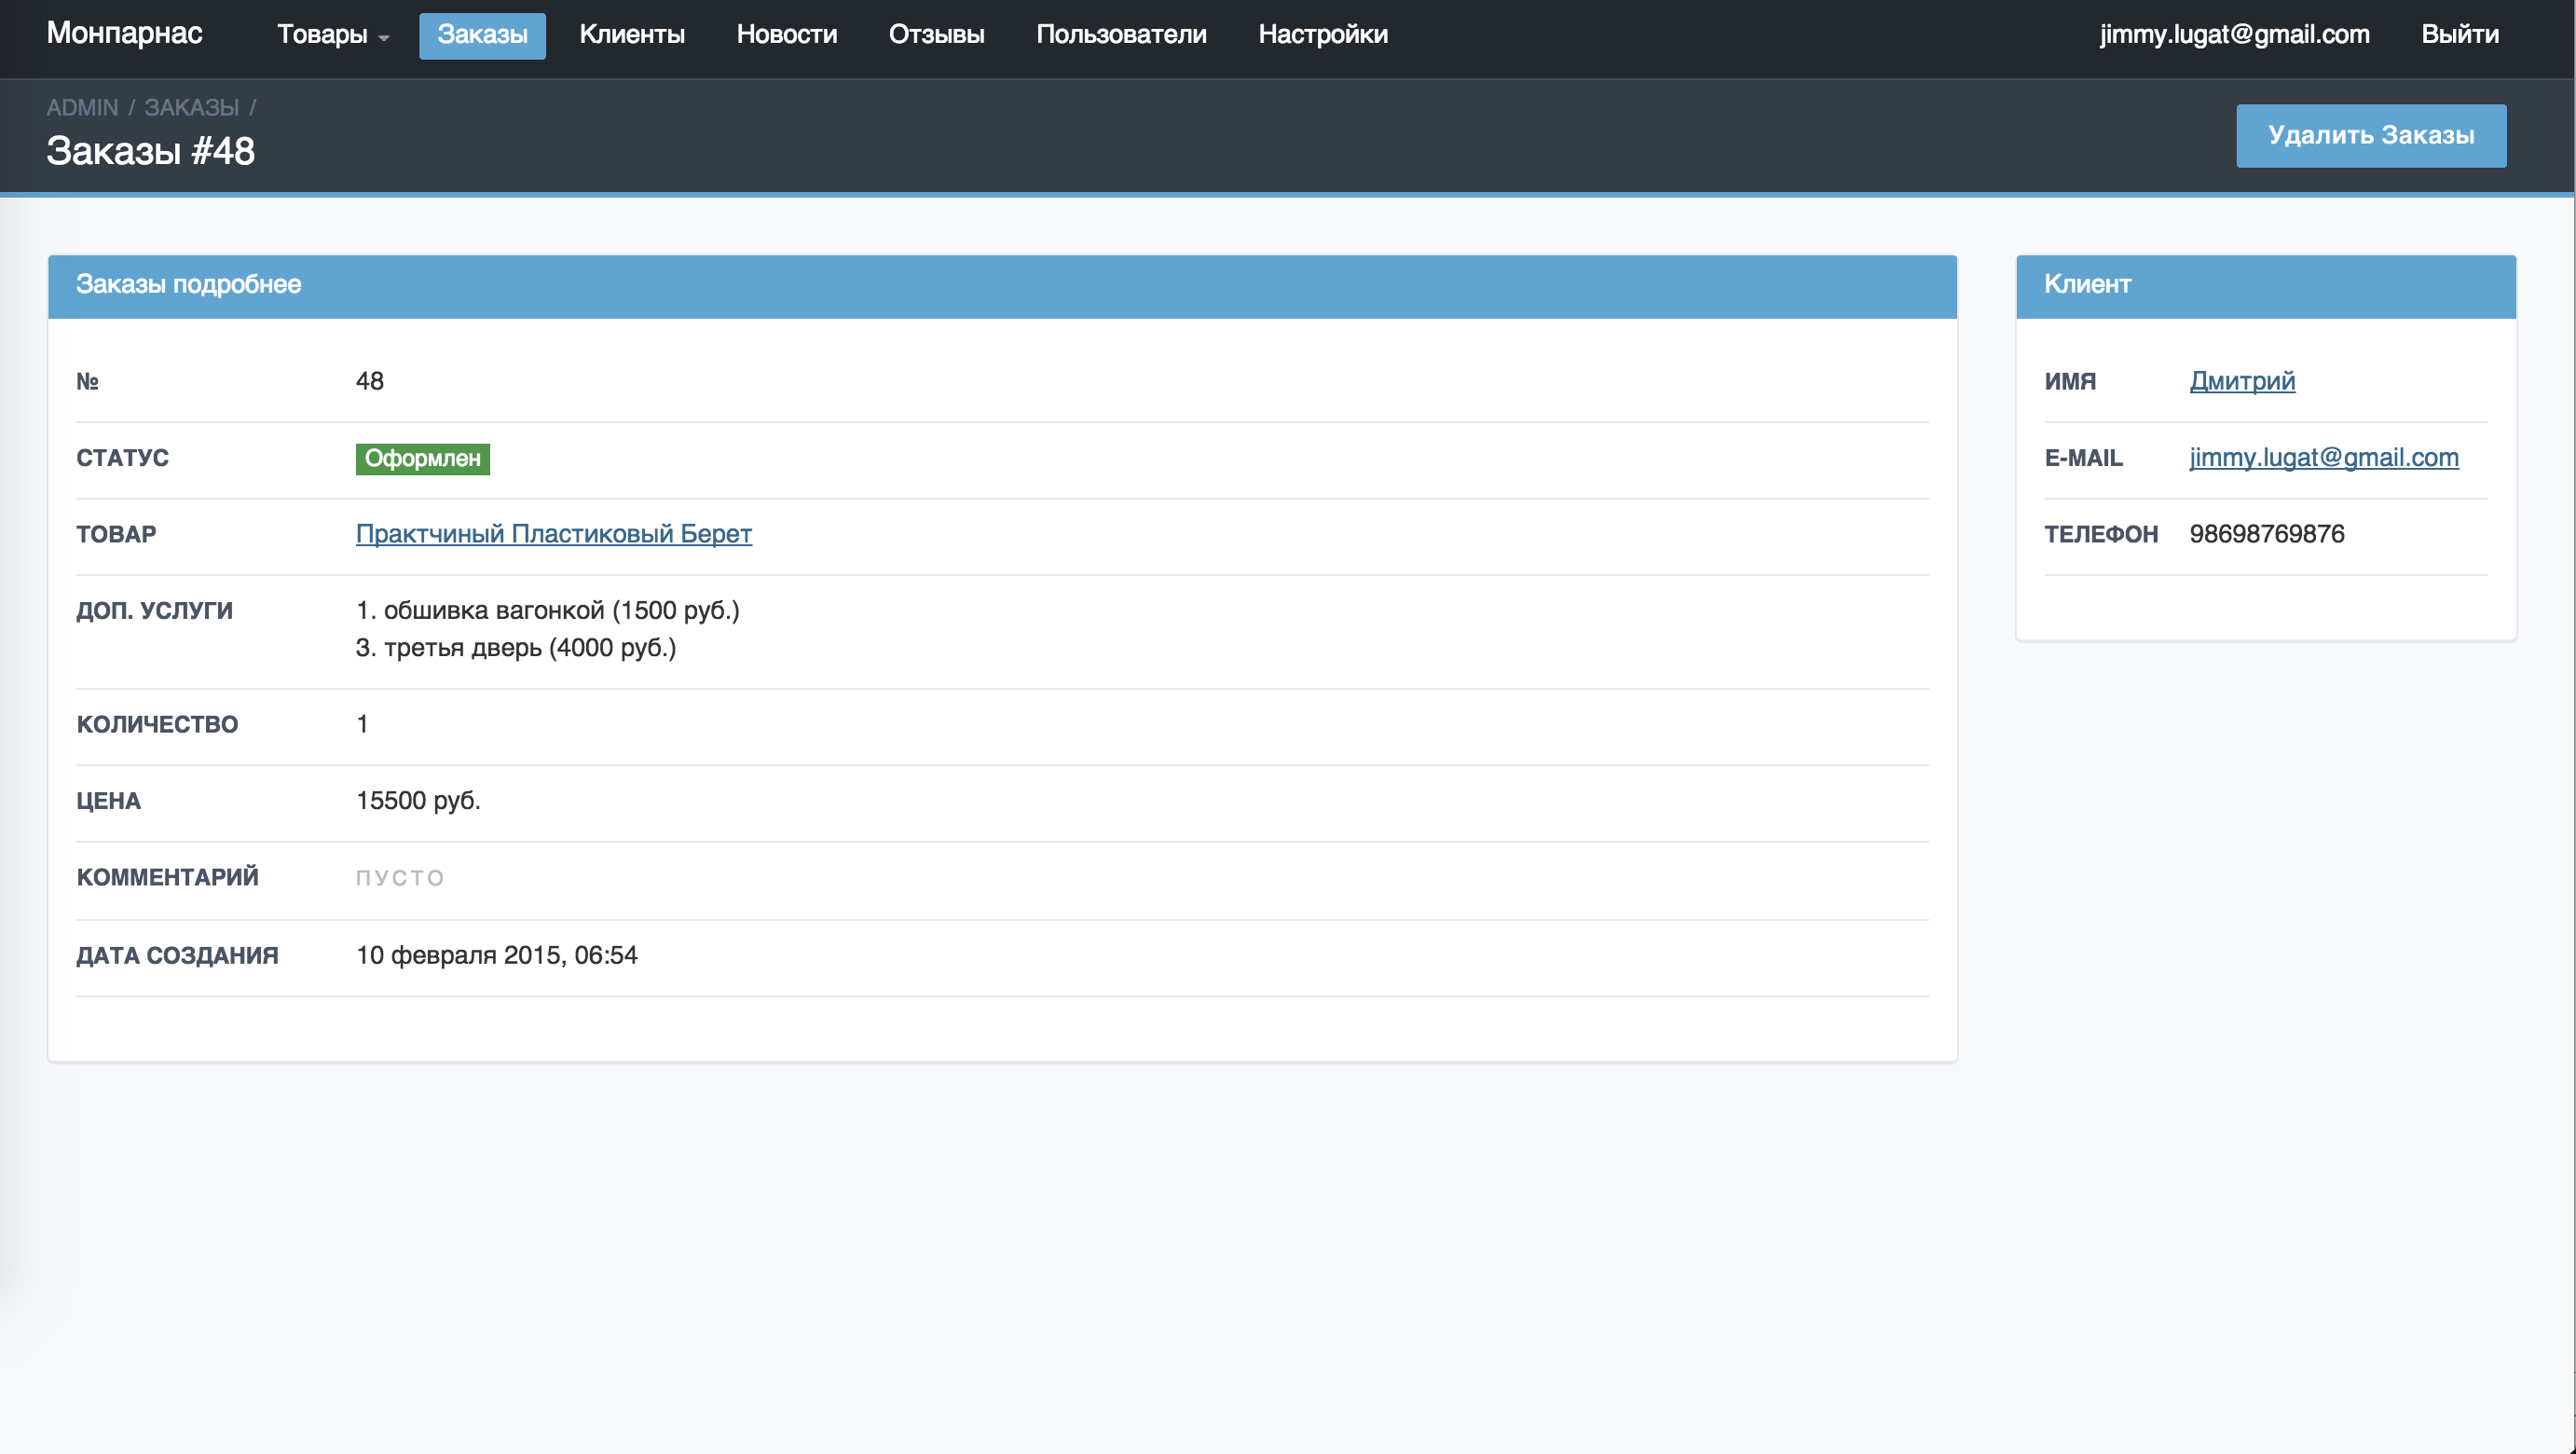 Монпарнас Товары Заказы Клиенты Новости Отзывы Пользователи Настройки jimmy.lugat@gmail.com Выйти
ADMIN / ЗАКАЗЫ /
Заказы #48
Удалить Заказы
Заказы подробнее
№ 48
СТАТУС Оформлен
ТОВАР Практчиный Пластиковый Берет
ДОП. УСЛУГИ 1. обшивка вагонкой (1500 руб.)
3. третья дверь (4000 руб.)
КОЛИЧЕСТВО 1
ЦЕНА 15500 руб.
КОММЕНТАРИЙ ПУСТО
ДАТА СОЗДАНИЯ 10 февраля 2015, 06:54
Клиент
ИМЯ Дмитрий
E-MAIL jimmy.lugat@gmail.com
ТЕЛЕФОН 98698769876